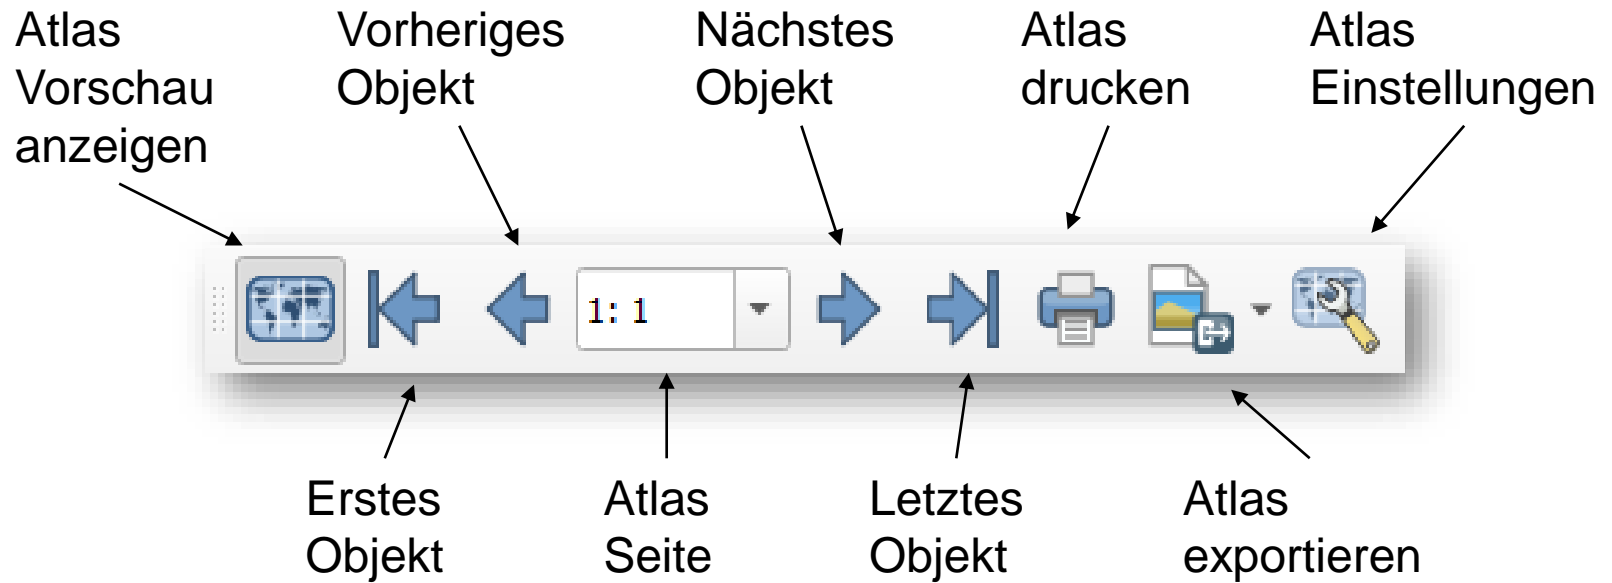 Atlas
Vorschau
anzeigen
Vorheriges
Objekt
Nächstes
Objekt
Atlas
drucken
Atlas
Einstellungen
1: 1
Erstes
Objekt
Atlas
Seite
Letztes
Objekt
Atlas
exportieren